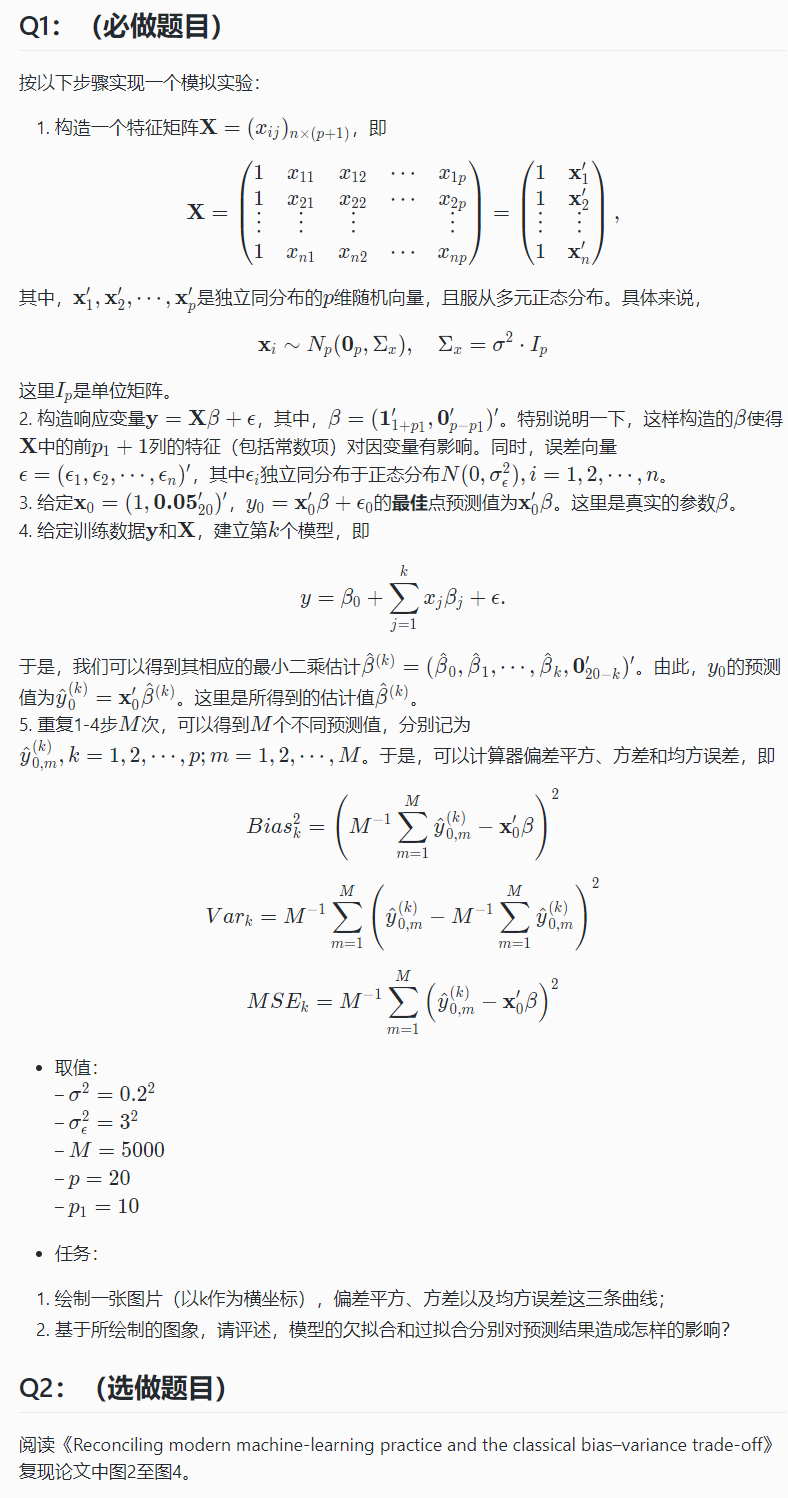 Q1：（必做题目）
按以下步骤实现一个模拟实验：
1. 构造一个特征矩阵$\mathbf{X} = (x_{ij})_{n\times(p+1)}$，即
$$\mathbf{X} = \begin{pmatrix} 1 & x_{11} & x_{12} & \cdots & x_{1p} \\ 1 & x_{21} & x_{22} & \cdots & x_{2p} \\ \vdots & \vdots & \vdots & & \vdots \\ 1 & x_{n1} & x_{n2} & \cdots & x_{np} \end{pmatrix} = \begin{pmatrix} 1 & \mathbf{x}_1' \\ 1 & \mathbf{x}_2' \\ \vdots & \vdots \\ 1 & \mathbf{x}_n' \end{pmatrix},$$
其中，$\mathbf{x}_1', \mathbf{x}_2', \cdots, \mathbf{x}_p'$是独立同分布的$p$维随机向量，且服从多元正态分布。具体来说，
$$\mathbf{x}_i \sim N_p(\mathbf{0}_p, \Sigma_x), \quad \Sigma_x = \sigma^2 \cdot I_p$$
这里$I_p$是单位矩阵。
2. 构造响应变量$\mathbf{y} = \mathbf{X}\beta + \epsilon$，其中，$\beta = (\mathbf{1}_{1+p1}', \mathbf{0}_{p-p1}')'$。特别说明一下，这样构造的$\beta$使得
$\mathbf{X}$中的前$p_1 + 1$列的特征（包括常数项）对因变量有影响。同时，误差向量
$\epsilon = (\epsilon_1, \epsilon_2, \cdots, \epsilon_n)'$，其中$\epsilon_i$独立同分布于正态分布$N(0, \sigma_\epsilon^2), i = 1, 2, \cdots, n$。
3. 给定$\mathbf{x}_0 = (1, \mathbf{0.05}_{20}')'$，$y_0 = \mathbf{x}_0'\beta + \epsilon_0$的最佳点预测值为$\mathbf{x}_0'\beta$。这里是真实的参数$\beta$。
4. 给定训练数据$\mathbf{y}$和$\mathbf{X}$，建立第$k$个模型，即
$$y = \beta_0 + \sum_{j=1}^{k} x_j\beta_j + \epsilon.$$
于是，我们可以得到其相应的最小二乘估计$\hat{\beta}^{(k)} = (\hat{\beta}_0, \hat{\beta}_1, \cdots, \hat{\beta}_k, \mathbf{0}_{20-k}')'$。由此，$y_0$的预测
值为$\hat{y}_0^{(k)} = \mathbf{x}_0'\hat{\beta}^{(k)}$。这里是所得到的估计值$\hat{\beta}^{(k)}$。
5. 重复1-4步$M$次，可以得到$M$个不同预测值，分别记为
$\hat{y}_{0,m}^{(k)}, k = 1, 2, \cdots, p; m = 1, 2, \cdots, M$。于是，可以计算器偏差平方、方差和均方误差，即
$$Bias_k^2 = \left( M^{-1} \sum_{m=1}^{M} \hat{y}_{0,m}^{(k)} - \mathbf{x}_0'\beta \right)^2$$
$$Var_k = M^{-1} \sum_{m=1}^{M} \left( \hat{y}_{0,m}^{(k)} - M^{-1} \sum_{m=1}^{M} \hat{y}_{0,m}^{(k)} \right)^2$$
$$MSE_k = M^{-1} \sum_{m=1}^{M} \left( \hat{y}_{0,m}^{(k)} - \mathbf{x}_0'\beta \right)^2$$
• 取值：
– $\sigma^2 = 0.2^2$
– $\sigma_\epsilon^2 = 3^2$
– $M = 5000$
– $p = 20$
– $p_1 = 10$
• 任务：
1. 绘制一张图片（以k作为横坐标），偏差平方、方差以及均方误差这三条曲线；
2. 基于所绘制的图象，请评述，模型的欠拟合和过拟合分别对预测结果造成怎样的影响？
Q2：（选做题目）
阅读《Reconciling modern machine-learning practice and the classical bias–variance trade-off》
复现论文中图2至图4。